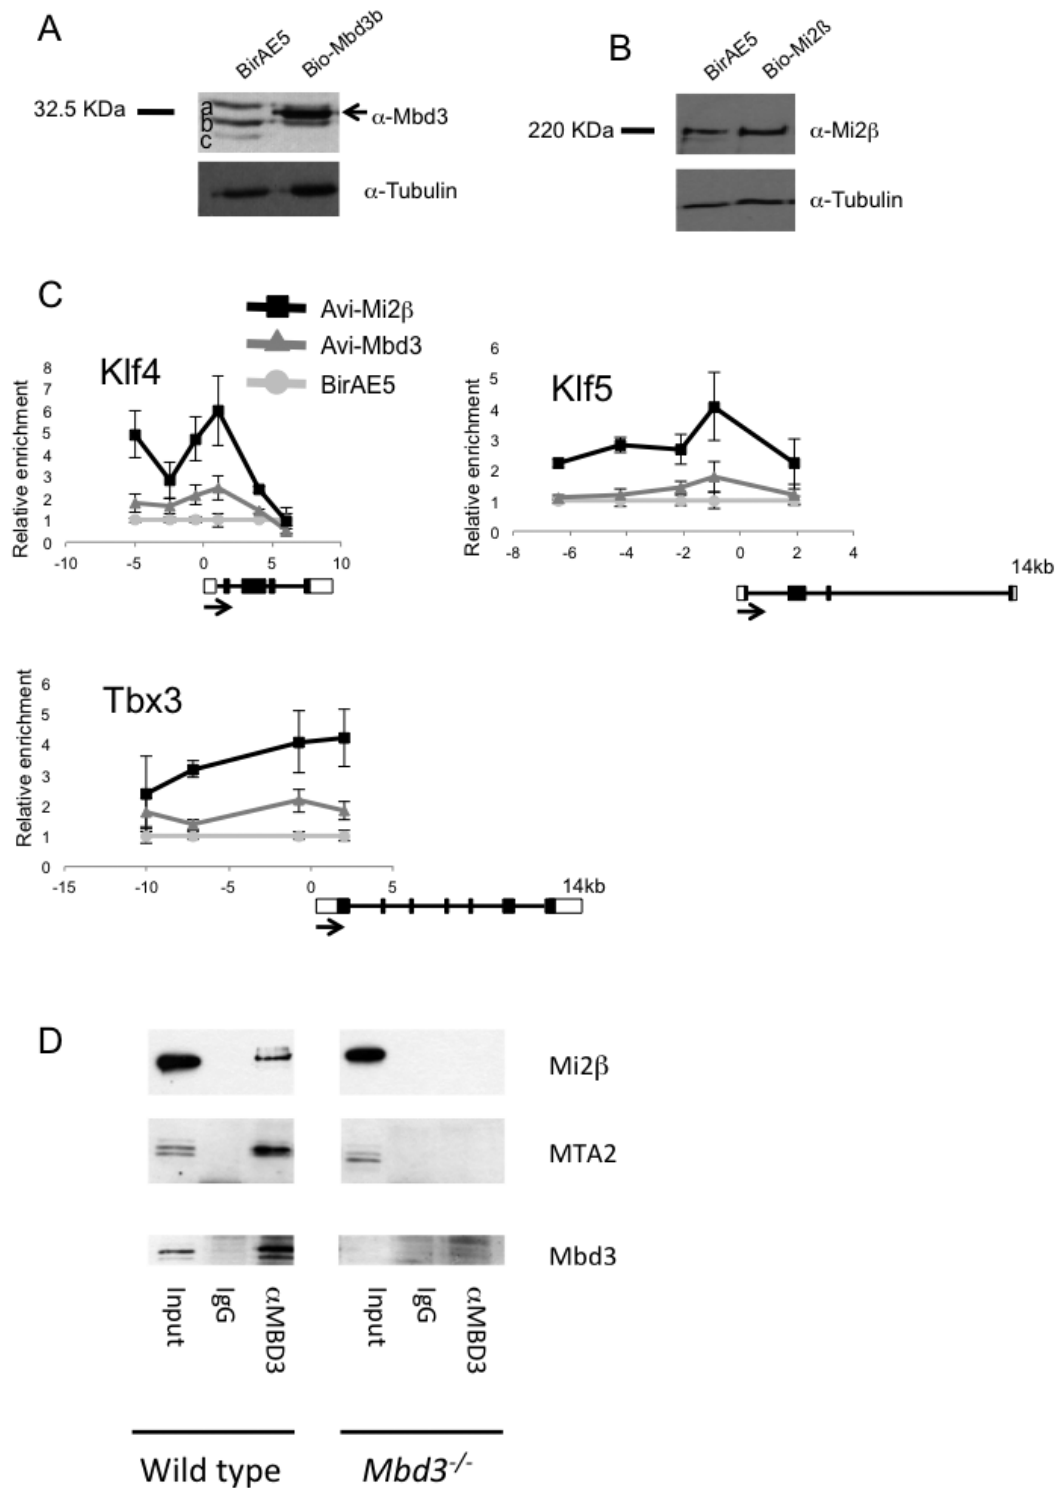 A
BirAE5
Bio-Mbd3b
32.5 KDa
a
b
c
α-Mbd3
α-Tubulin
B
BirAE5
Bio-Mi2ß
220 KDa
α-Mi2β
α-Tubulin
C
Avi-Mi2β
Avi-Mbd3
BirAE5
Klf4
Relative enrichment
8
7
6
5
4
3
2
1
0
-10 -5 0 5 10
Klf5
Relative enrichment
6
5
4
3
2
1
0
-8 -6 -4 -2 0 2 4
14kb
Tbx3
Relative enrichment
6
5
4
3
2
1
0
-15 -10 -5 0 5
14kb
D
Mi2β
MTA2
Mbd3
Input IgG αMBD3 Input IgG αMBD3
Wild type Mbd3-/-